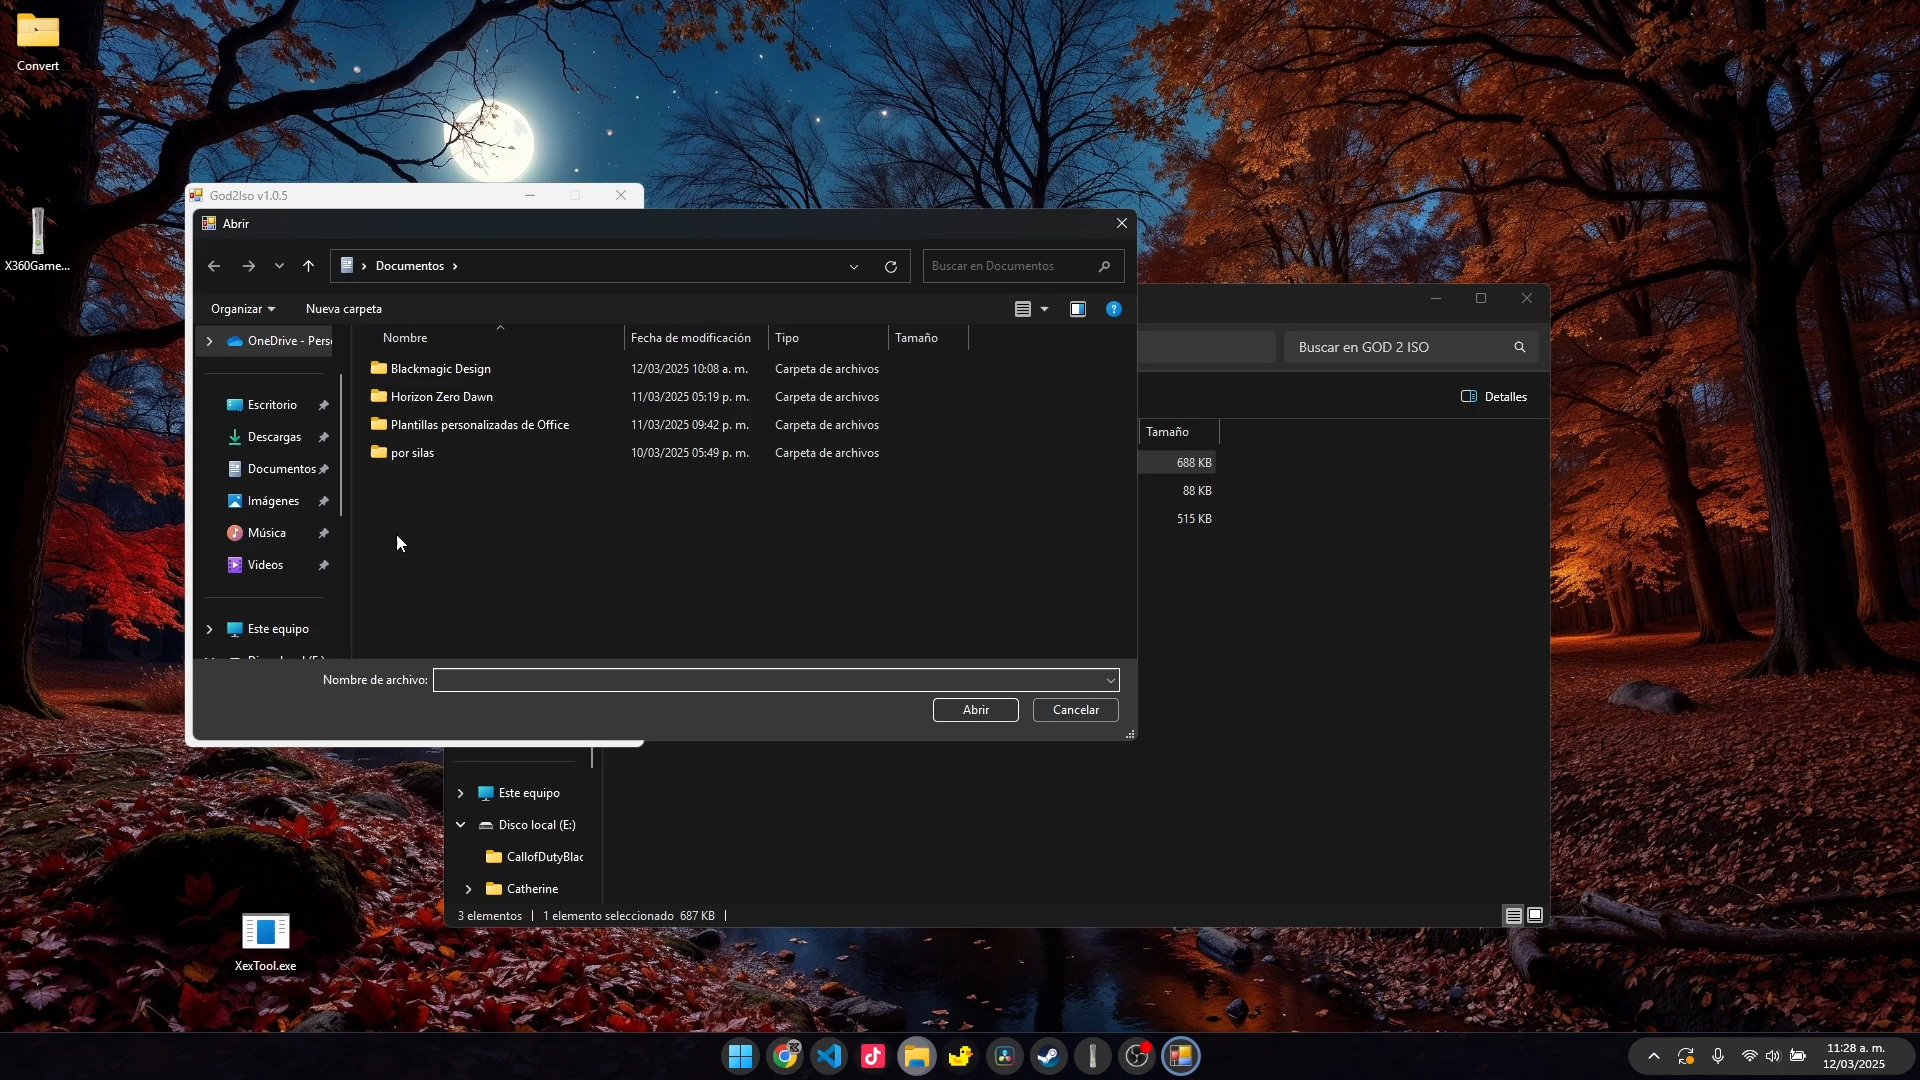 Convert
X360Game...
God2Iso v1.0.5
Abrir
Documentos
Buscar en Documentos
Organizar
Nueva carpeta
OneDrive - Pers
Nombre
Fecha de modificación
Tipo
Tamaño
Blackmagic Design
12/03/2025 10:08 a. m.
Carpeta de archivos
Horizon Zero Dawn
11/03/2025 05:19 p. m.
Carpeta de archivos
Plantillas personalizadas de Office
11/03/2025 09:42 p. m.
Carpeta de archivos
por silas
10/03/2025 05:49 p. m.
Carpeta de archivos
Escritorio
Descargas
Documentos
Imágenes
Música
Videos
Este equipo
Nombre de archivo:
Abrir
Cancelar
Buscar en GOD 2 ISO
Detalles
Tamaño
688 KB
88 KB
515 KB
Este equipo
Disco local (E:)
CallofDutyBlac
Catherine
3 elementos
1 elemento seleccionado 687 KB
XexTool.exe
11:28 a. m.
12/03/2025